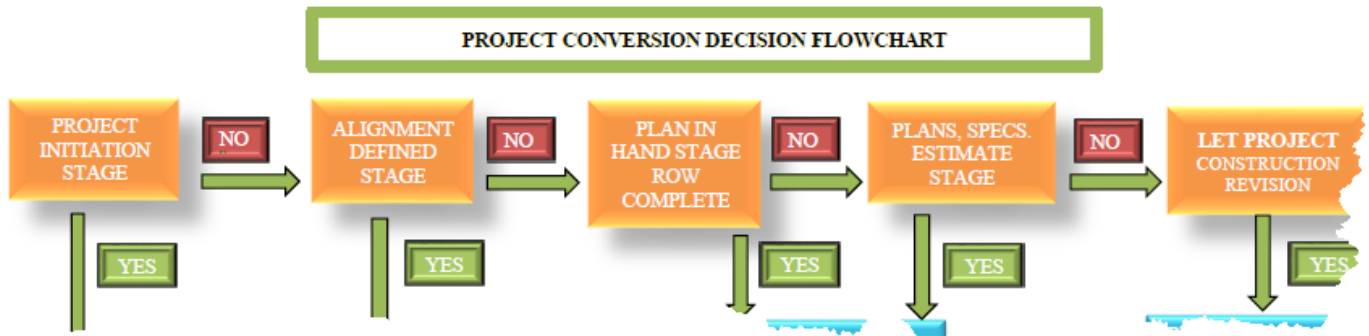 PROJECT CONVERSION DECISION FLOWCHART
PROJECT
INITIATION
STAGE
NO
ALIGNMENT
DEFINED
STAGE
NO
PLAN IN
HAND STAGE
ROW
COMPLETE
NO
PLANS, SPECS.
ESTIMATE
STAGE
NO
LET PROJECT
CONSTRUCTION
REVISION
YES
YES
YES
YES
YES